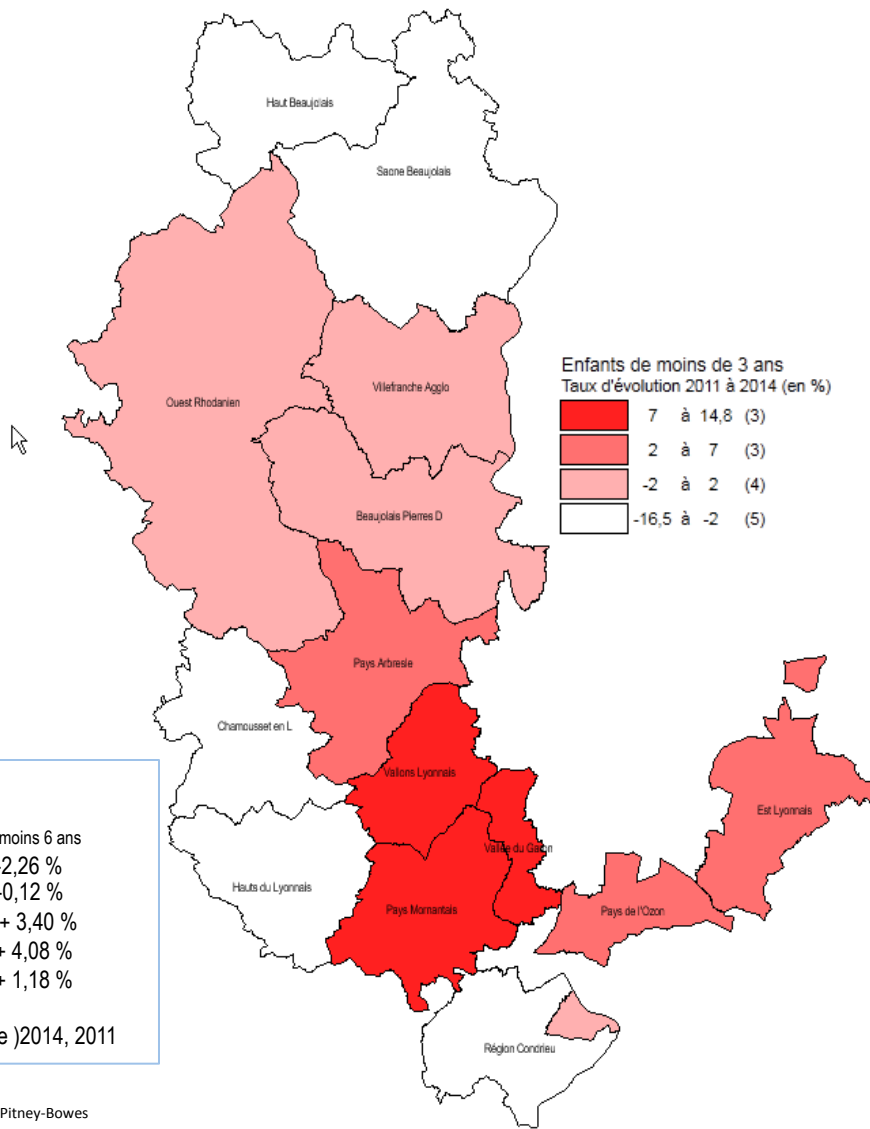 Haut Beaujolais
Saone Beaujolais
Ouest Rhodanien
Villefranche Agglo
Enfants de moins de 3 ans
Taux d'évolution 2011 à 2014 (en %)
7 à 14,8 (3)
2 à 7 (3)
-2 à 2 (4)
-16,5 à -2 (5)
Beaujolais Pierres D
Pays Arbresle
Chamousset en L
Vallons Lyonnais
Est Lyonnais
Vallée du Garon
Hauts du Lyonnais
Pays Mornantais
Pays de l'Ozon
Région Condrieu
moins 6 ans
-2,26 %
-0,12 %
+ 3,40 %
+ 4,08 %
+ 1,18 %
e )2014, 2011
Pitney-Bowes